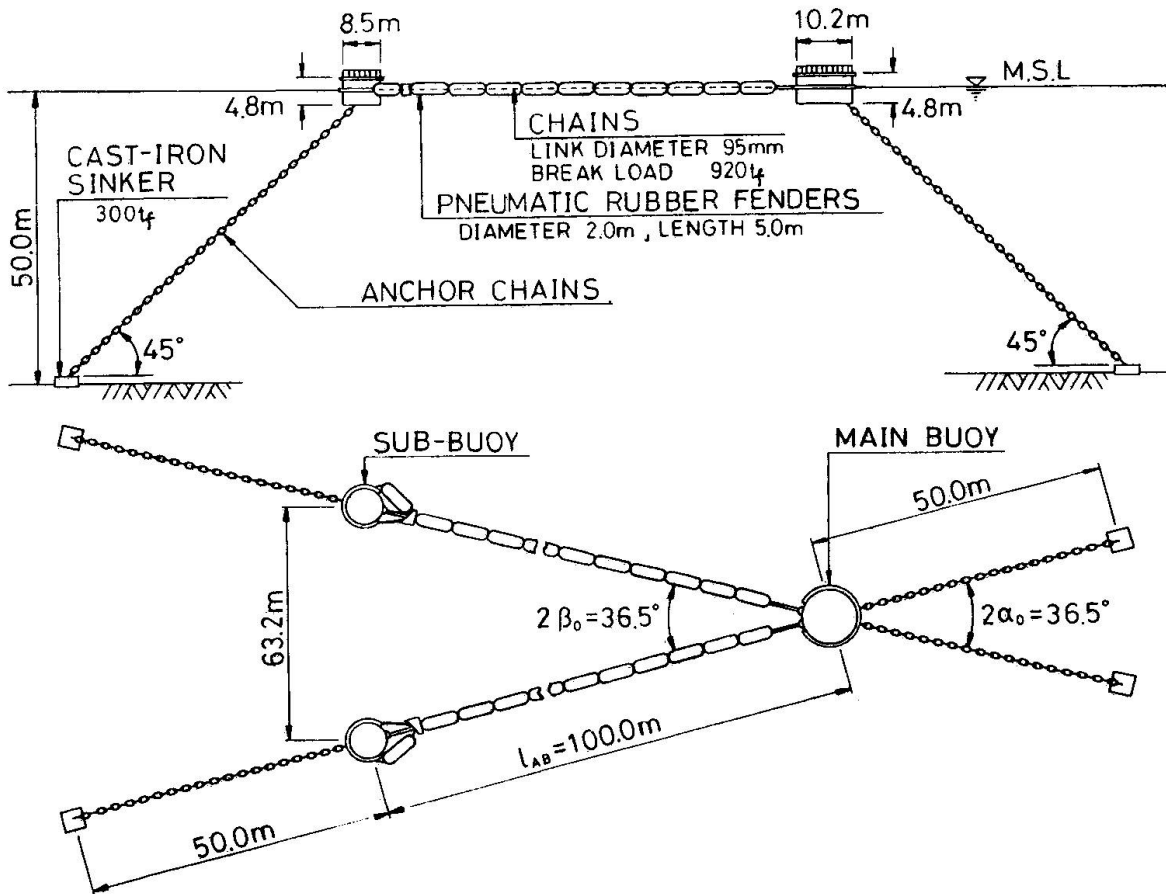 8.5m
10.2m
M.S.L
4.8m
4.8m
CHAINS
LINK DIAMETER 95mm
BREAK LOAD 920tf
CAST-IRON
SINKER
300tf
PNEUMATIC RUBBER FENDERS
DIAMETER 2.0m , LENGTH 5.0m
50.0m
ANCHOR CHAINS
45°
45°
SUB-BUOY
MAIN BUOY
50.0m
63.2m
2β₀=36.5°
2α₀=36.5°
l_AB=100.0m
50.0m